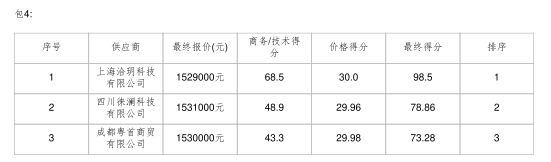 包4:
序号 供应商 最终报价(元) 商务/技术得分 价格得分 最终得分 排序
1 上海洽玥科技有限公司 1529000元 68.5 30.0 98.5 1
2 四川徕澜科技有限公司 1531000元 48.9 29.96 78.86 2
3 成都粤首商贸有限公司 1530000元 43.3 29.98 73.28 3